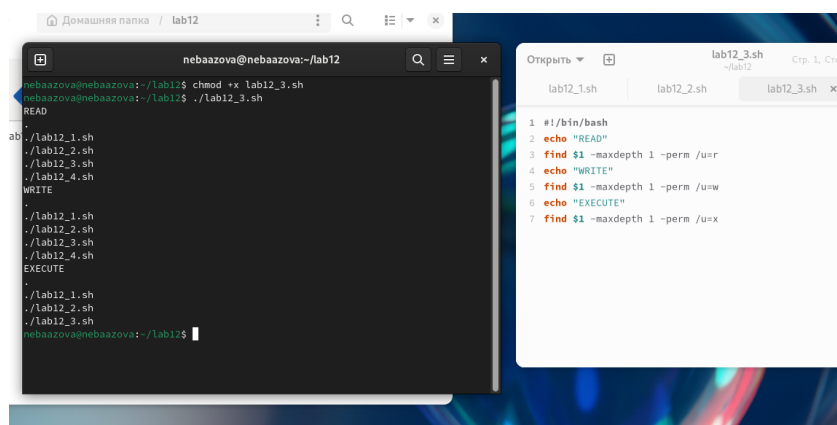 Домашняя папка / lab12
nebaazova@nebaazova:~/lab12
nebaazova@nebaazova:~/lab12$ chmod +x lab12_3.sh
nebaazova@nebaazova:~/lab12$ ./lab12_3.sh
READ
.
./lab12_1.sh
./lab12_2.sh
./lab12_3.sh
./lab12_4.sh
WRITE
.
./lab12_1.sh
./lab12_2.sh
./lab12_3.sh
./lab12_4.sh
EXECUTE
.
./lab12_1.sh
./lab12_2.sh
./lab12_3.sh
nebaazova@nebaazova:~/lab12$
ab
Открыть
lab12_3.sh
~/lab12
Стр. 1, Ст
lab12_1.sh lab12_2.sh lab12_3.sh
1 #!/bin/bash
2 echo "READ"
3 find $1 -maxdepth 1 -perm /u=r
4 echo "WRITE"
5 find $1 -maxdepth 1 -perm /u=w
6 echo "EXECUTE"
7 find $1 -maxdepth 1 -perm /u=x